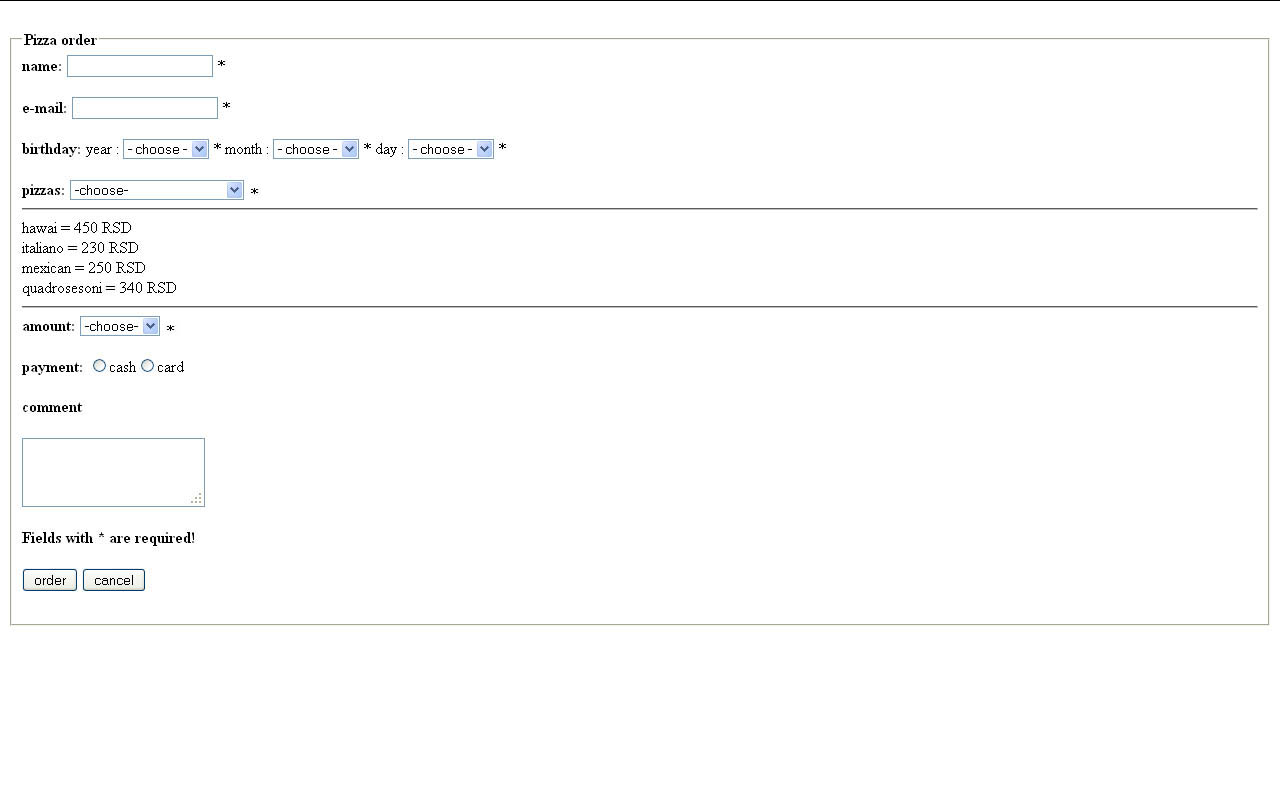 Pizza order
name: *
e-mail: *
birthday: year : - choose - * month : - choose - * day : - choose - *
pizzas: -choose- *
hawai = 450 RSD
italiano = 230 RSD
mexican = 250 RSD
quadrosesoni = 340 RSD
amount: -choose- *
payment: cash card
comment
Fields with * are required!
order cancel